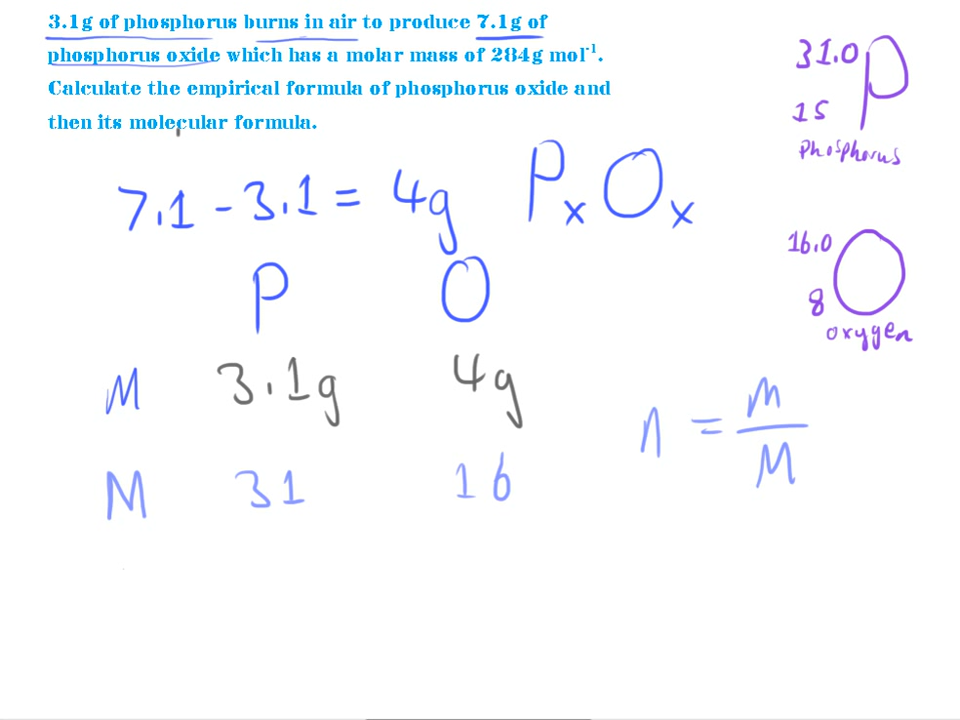 3.1g of phosphorus burns in air to produce 7.1g of
phosphorus oxide which has a molar mass of 284g mol⁻¹.
Calculate the empirical formula of phosphorus oxide and
then its molecular formula.
31.0 P
15
Phosphorus
7.1 - 3.1 = 4g PₓOₓ
16.0 O
8
oxygen
P O
M 3.1g 4g
n = m/M
M 31 16